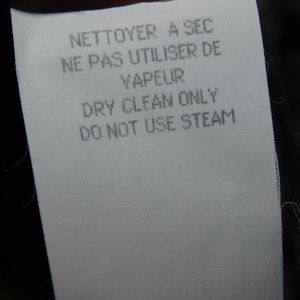 NETTOYER A SEC
NE PAS UTILISER DE
VAPEUR
DRY CLEAN ONLY
DO NOT USE STEAM